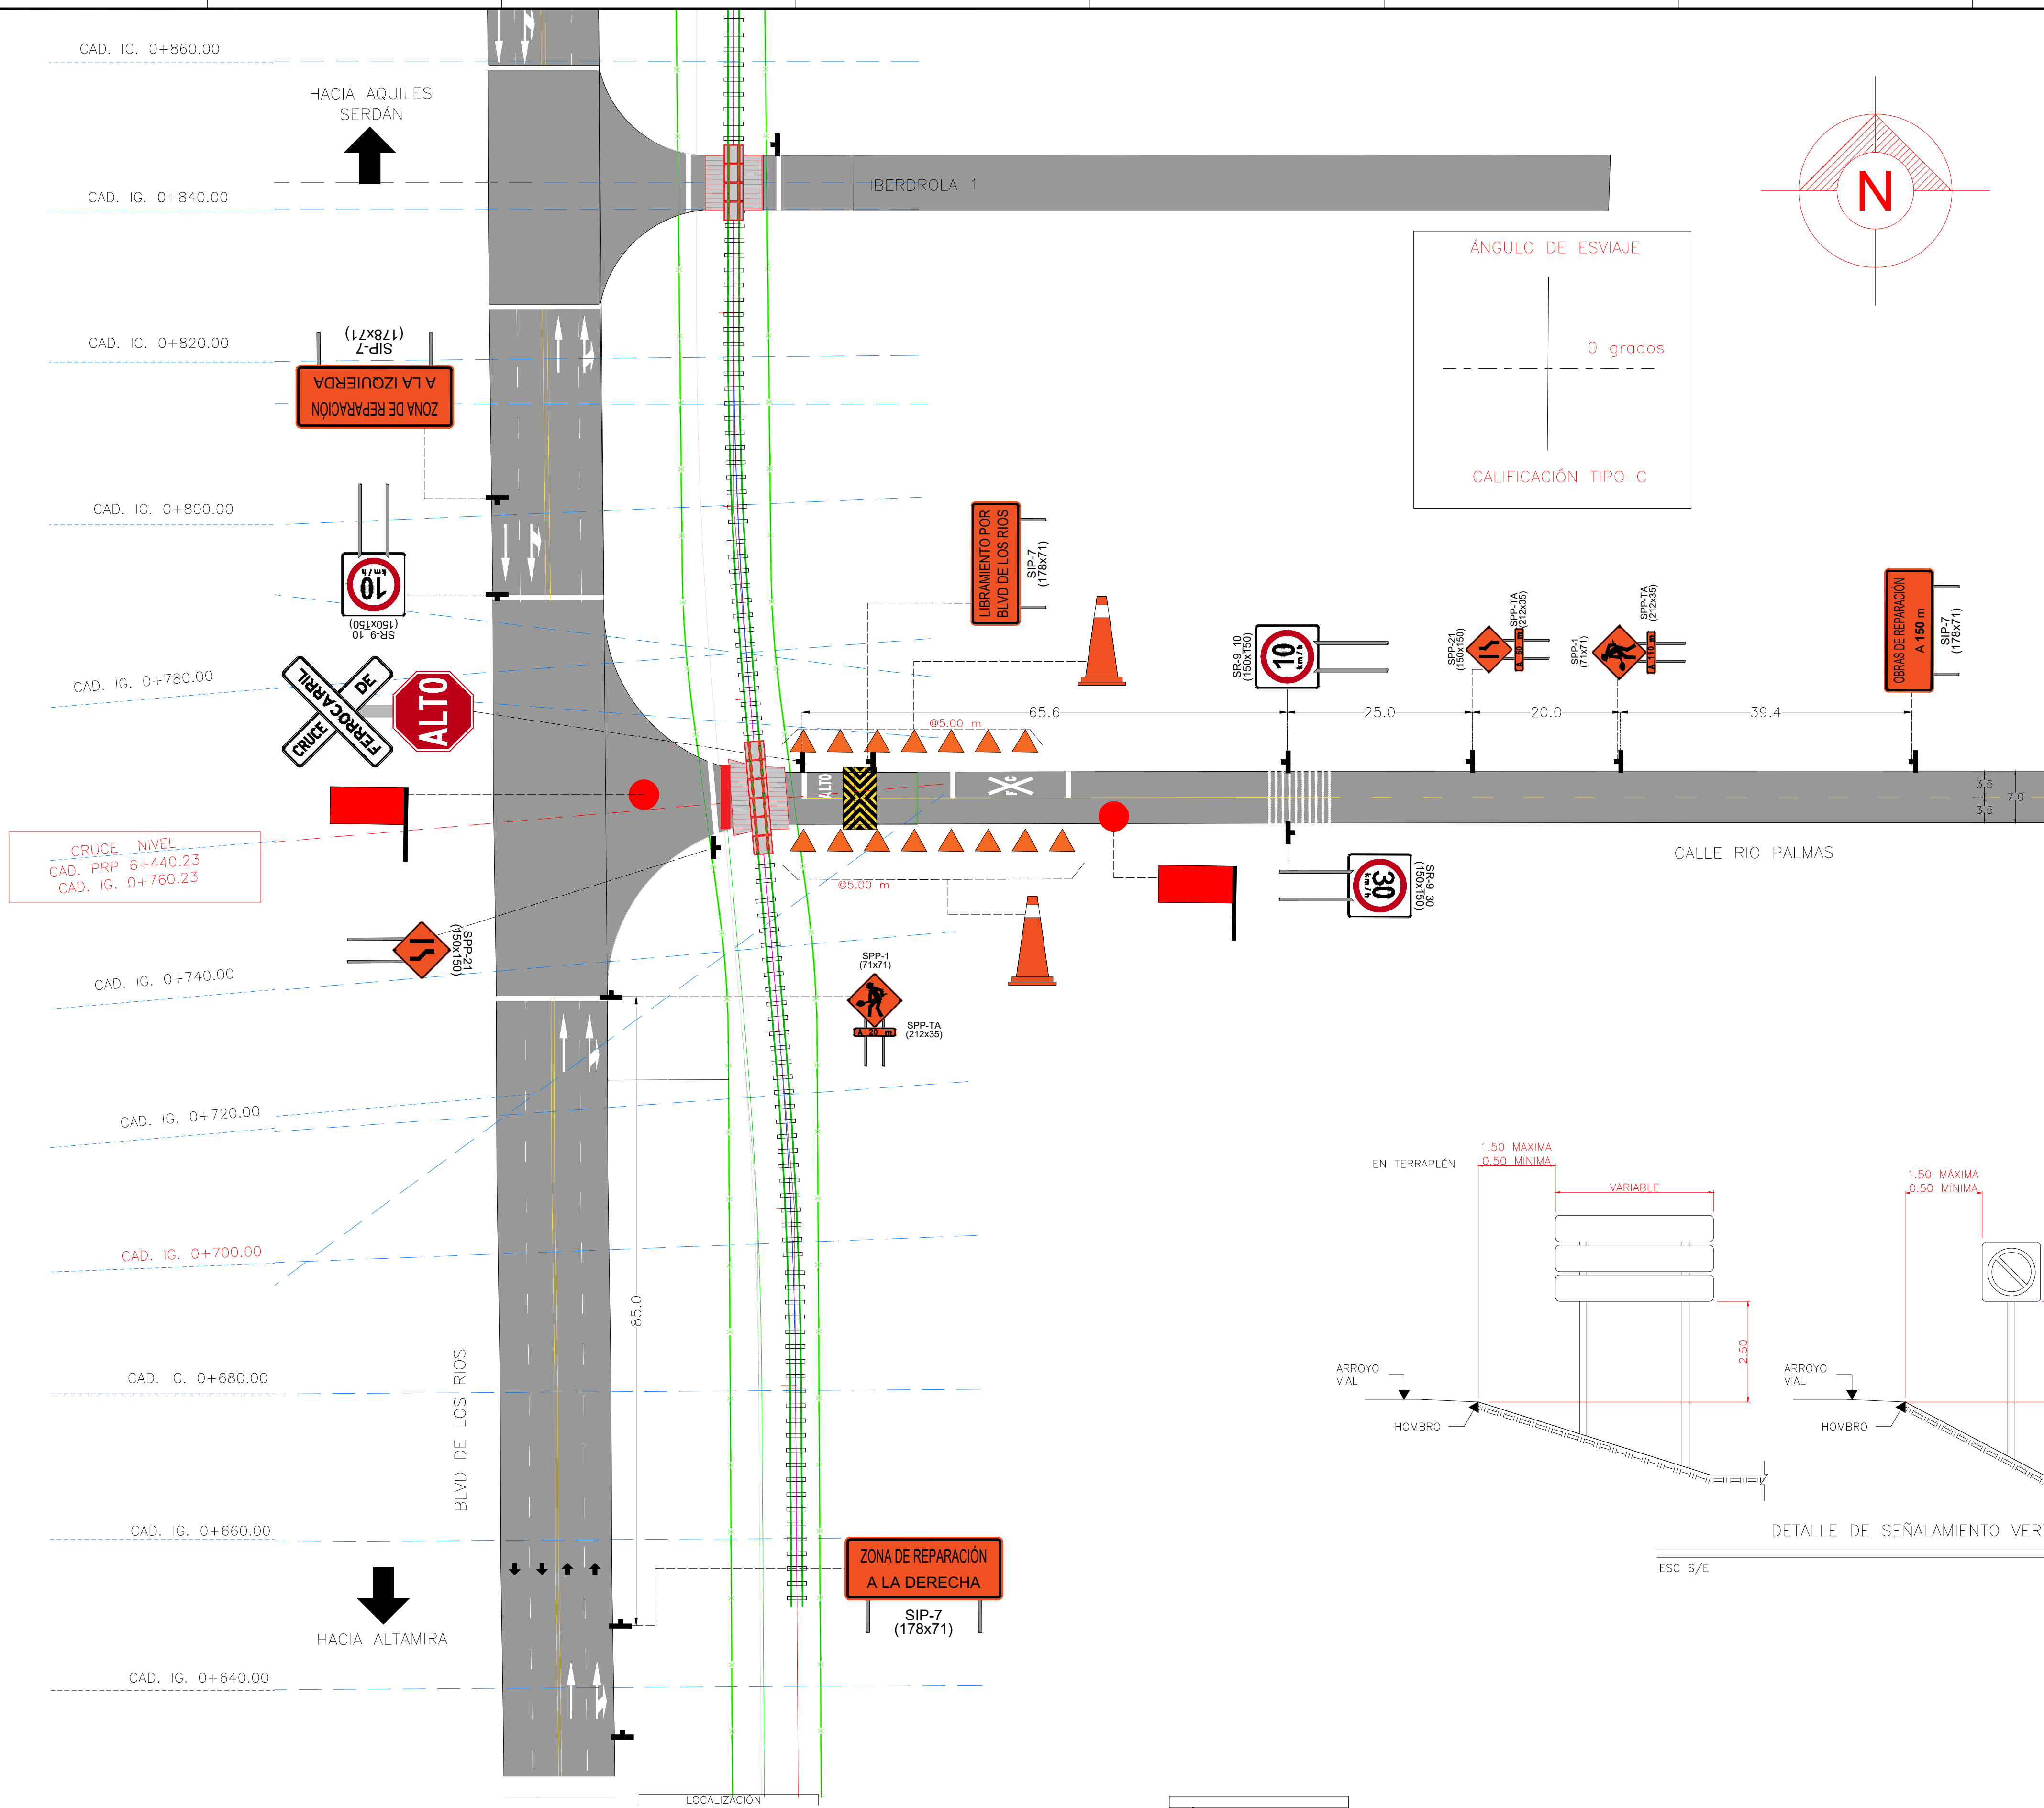 CAD. IG. 0+860.00
HACIA AQUILES
SERDÁN
CAD. IG. 0+840.00
IBERDROLA 1
N
ÁNGULO DE ESVIAJE
0 grados
CALIFICACIÓN TIPO C
CAD. IG. 0+820.00
SIP-7
(178x71)
ZONA DE REPARACIÓN
A LA IZQUIERDA
CAD. IG. 0+800.00
10
km/h
SR-9 10
(150x150)
LIBRAMIENTO POR
BLVD DE LOS RIOS
SIP-7
(178x71)
SR-9 10
(150x150)
10
km/h
SPP-21
(150x150)
A 60 m
SPP-TA
(212x35)
SPP-1
(71x71)
A 110 m
SPP-TA
(212x35)
OBRAS DE REPARACIÓN
A 150 m
SIP-7
(178x71)
CAD. IG. 0+780.00
CRUCE DE
FERROCARRIL
ALTO
65.6
25.0
20.0
39.4
@5.00 m
ALTO
F C
3.5
3.5
7.0
CRUCE NIVEL
CAD. PRP 6+440.23
CAD. IG. 0+760.23
CALLE RIO PALMAS
@5.00 m
30
km/h
SR-9 30
(150x150)
SPP-21
(150x150)
CAD. IG. 0+740.00
SPP-1
(71x71)
A 20 m
SPP-TA
(212x35)
CAD. IG. 0+720.00
CAD. IG. 0+700.00
85.0
EN TERRAPLÉN
1.50 MÁXIMA
0.50 MÍNIMA
VARIABLE
2.50
ARROYO
VIAL
HOMBRO
1.50 MÁXIMA
0.50 MÍNIMA
ARROYO
VIAL
HOMBRO
CAD. IG. 0+680.00
BLVD DE LOS RIOS
CAD. IG. 0+660.00
DETALLE DE SEÑALAMIENTO VERT
ESC S/E
ZONA DE REPARACIÓN
A LA DERECHA
SIP-7
(178x71)
HACIA ALTAMIRA
CAD. IG. 0+640.00
LOCALIZACIÓN